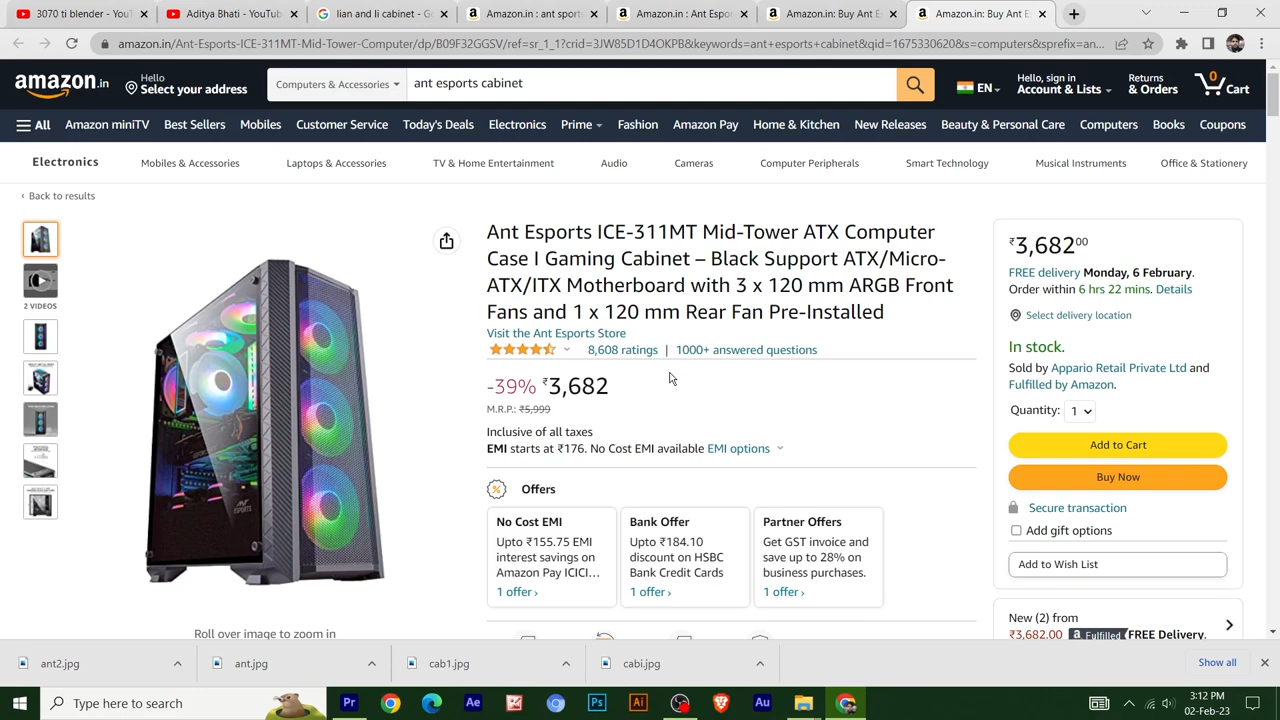 3070 ti blender - YouT
Aditya Bhati - YouTube
lian and li cabinet - G
Amazon.in : ant sports
Amazon.in : Ant Espor
Amazon.in: Buy Ant E
Amazon.in: Buy Ant E
amazon.in/Ant-Esports-ICE-311MT-Mid-Tower-Computer/dp/B09F32GGSV/ref=sr_1_1?crid=3JW85D1D4OKPB&keywords=ant+esports+cabinet&qid=1675330620&s=computers&sprefix=an...
amazon.in
Hello
Select your address
Computers & Accessories
ant esports cabinet
EN
Hello, sign in
Account & Lists
Returns
& Orders
0
Cart
All
Amazon miniTV
Best Sellers
Mobiles
Customer Service
Today's Deals
Electronics
Prime
Fashion
Amazon Pay
Home & Kitchen
New Releases
Beauty & Personal Care
Computers
Books
Coupons
Electronics
Mobiles & Accessories
Laptops & Accessories
TV & Home Entertainment
Audio
Cameras
Computer Peripherals
Smart Technology
Musical Instruments
Office & Stationery
‹ Back to results
2 VIDEOS
ANT
ESPORTS
Roll over image to zoom in
Ant Esports ICE-311MT Mid-Tower ATX Computer
Case I Gaming Cabinet – Black Support ATX/Micro-
ATX/ITX Motherboard with 3 x 120 mm ARGB Front
Fans and 1 x 120 mm Rear Fan Pre-Installed
Visit the Ant Esports Store
8,608 ratings | 1000+ answered questions
-39% ₹3,682
M.R.P.: ₹5,999
Inclusive of all taxes
EMI starts at ₹176. No Cost EMI available EMI options
Offers
No Cost EMI
Upto ₹155.75 EMI
interest savings on
Amazon Pay ICICI...
1 offer ›
Bank Offer
Upto ₹184.10
discount on HSBC
Bank Credit Cards
1 offer ›
Partner Offers
Get GST invoice and
save up to 28% on
business purchases.
1 offer ›
₹3,682⁰⁰
FREE delivery Monday, 6 February.
Order within 6 hrs 22 mins. Details
Select delivery location
In stock.
Sold by Appario Retail Private Ltd and
Fulfilled by Amazon.
Quantity: 1
Add to Cart
Buy Now
Secure transaction
Add gift options
Add to Wish List
New (2) from
₹3,682.00 Fulfilled FREE Delivery.
ant2.jpg
ant.jpg
cab1.jpg
cabi.jpg
Show all
Type here to search
3:12 PM
02-Feb-23